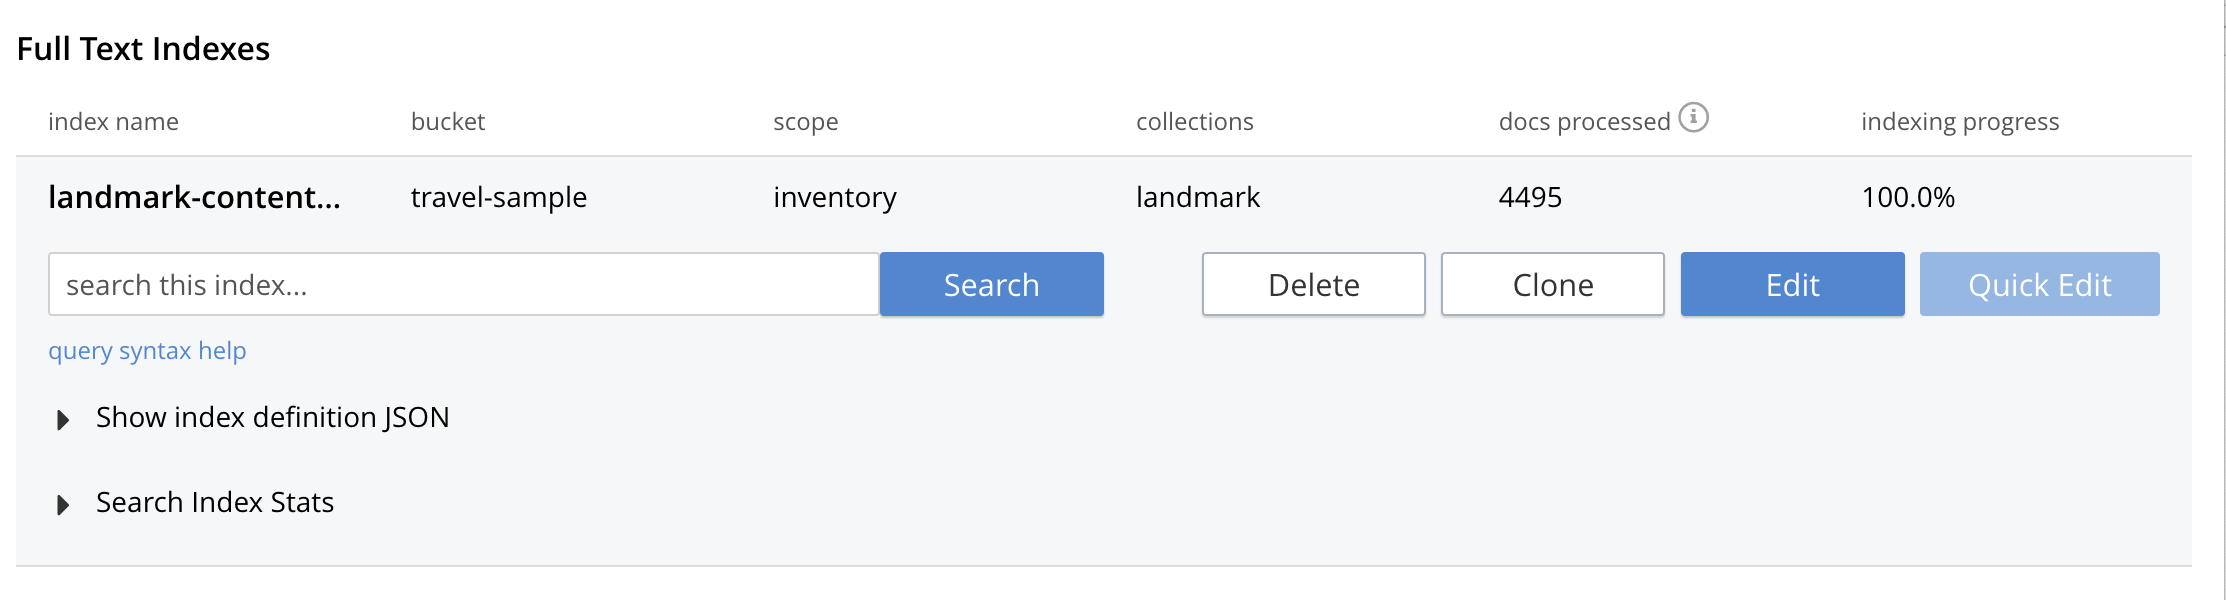 Full Text Indexes
index name bucket scope collections docs processed indexing progress
landmark-content... travel-sample inventory landmark 4495 100.0%
search this index... Search Delete Clone Edit Quick Edit
query syntax help
Show index definition JSON
Search Index Stats